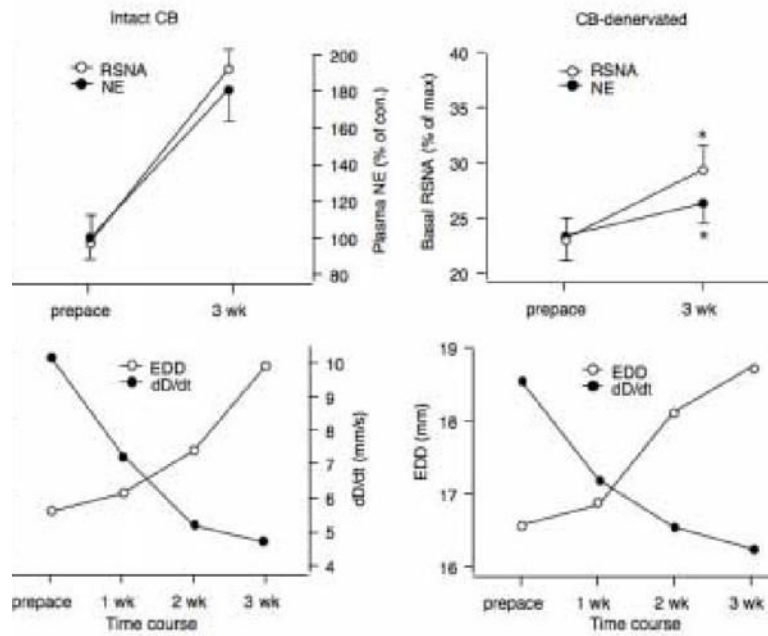 Intact CB
RSNA
NE
200
180
160
140
120
100
80
Plasma NE (% of con.)
prepace 3 wk
CB-denervated
RSNA
NE
40
35
30
25
20
Basal RSNA (% of max)
*
*
prepace 3 wk
EDD
dD/dt
10
9
8
7
6
5
4
dD/dt (mm/s)
prepace 1 wk 2 wk 3 wk
Time course
EDD
dD/dt
19
18
17
16
EDD (mm)
prepace 1 wk 2 wk 3 wk
Time course